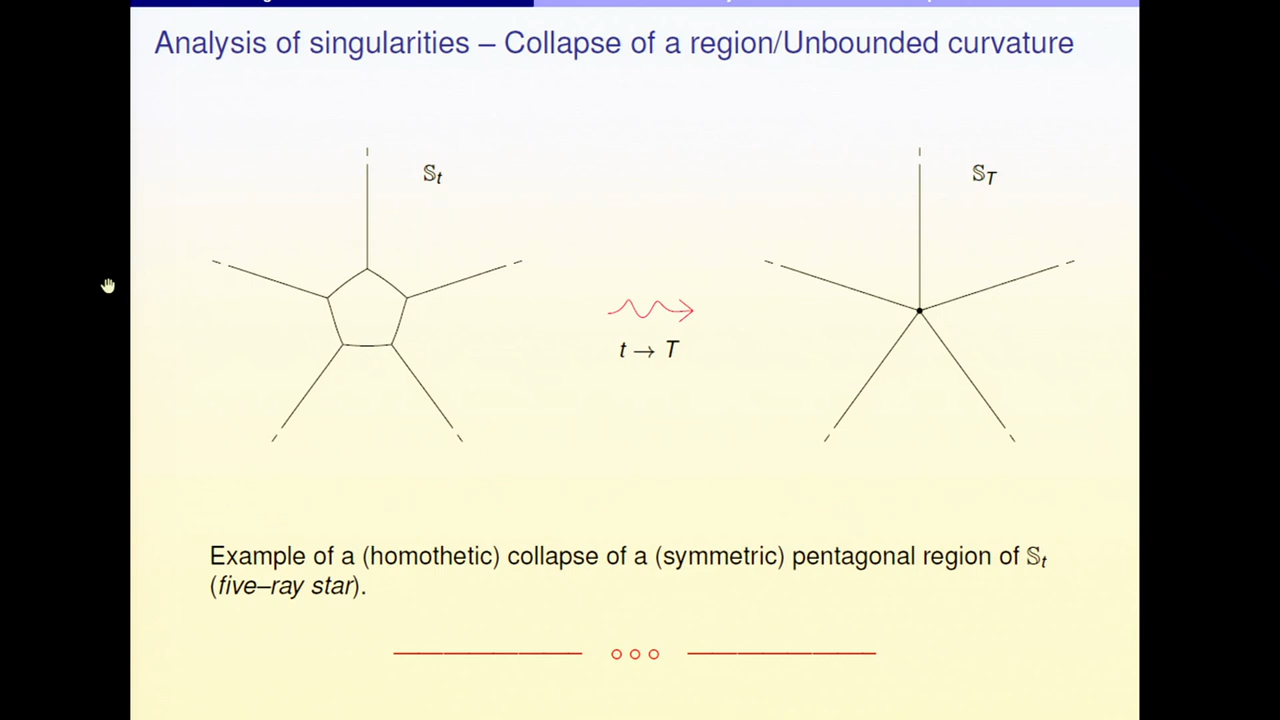 Analysis of singularities – Collapse of a region/Unbounded curvature
𝕊t
𝕊T
t → T
Example of a (homothetic) collapse of a (symmetric) pentagonal region of 𝕊t
(five–ray star).